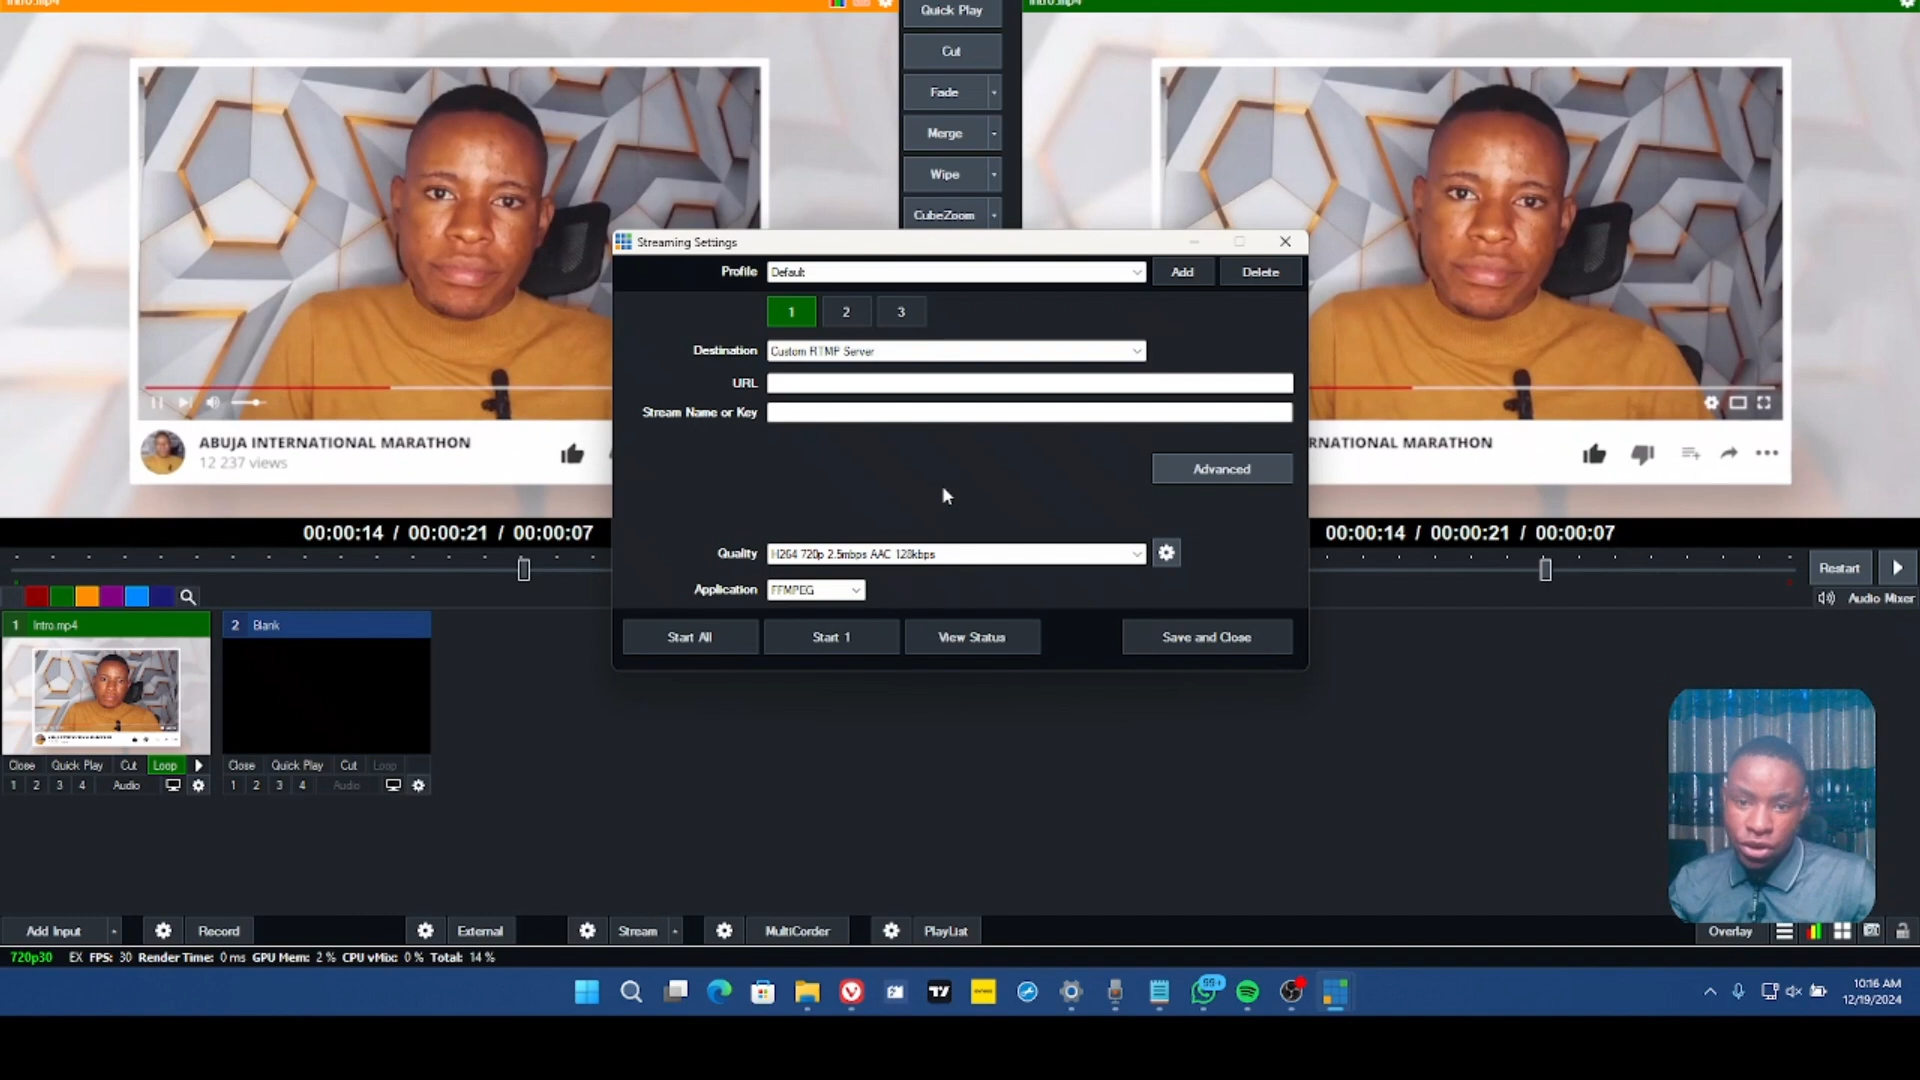 Intro.mp4
Intro.mp4
Quick Play
Cut
Fade
Merge
Wipe
CubeZoom
ABUJA INTERNATIONAL MARATHON
12 237 views
RNATIONAL MARATHON
Streaming Settings
Profile Default Add Delete
1 2 3
Destination Custom RTMP Server
URL
Stream Name or Key
Advanced
Quality H264 720p 2.5mbps AAC 128kbps
Application FFMPEG
Start All Start 1 View Status Save and Close
00:00:14 / 00:00:21 / 00:00:07
00:00:14 / 00:00:21 / 00:00:07
Restart
Audio Mixer
1 Intro.mp4
2 Blank
Close Quick Play Cut Loop
1 2 3 4 Audio
Close Quick Play Cut Loop
1 2 3 4 Audio
Add Input Record External Stream MultiCorder PlayList Overlay
720p30 EX FPS: 30 Render Time: 0 ms GPU Mem: 2 % CPU vMix: 0 % Total: 14 %
99+
10:16 AM
12/19/2024